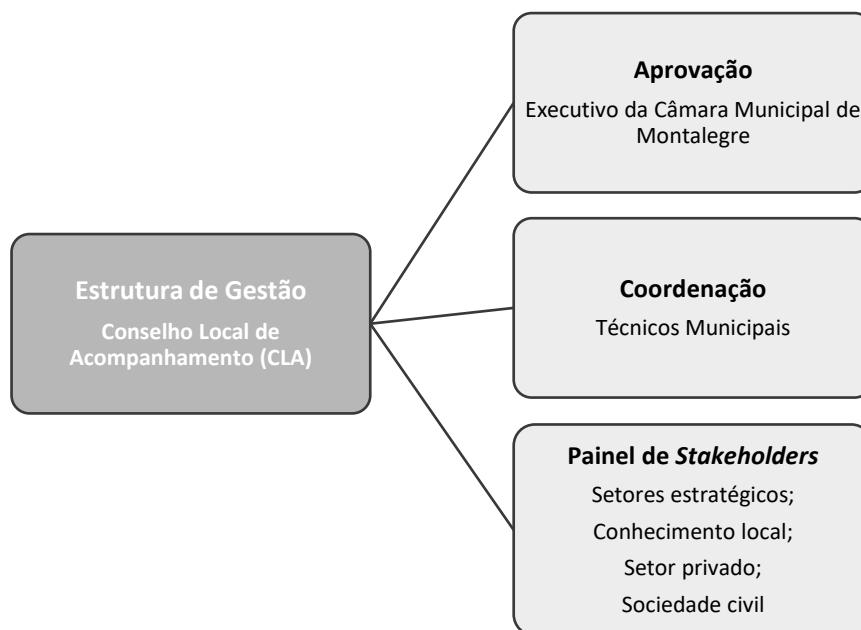 Aprovação
Executivo da Câmara Municipal de
Montalegre
Estrutura de Gestão
Conselho Local de
Acompanhamento (CLA)
Coordenação
Técnicos Municipais
Painel de Stakeholders
Setores estratégicos;
Conhecimento local;
Setor privado;
Sociedade civil